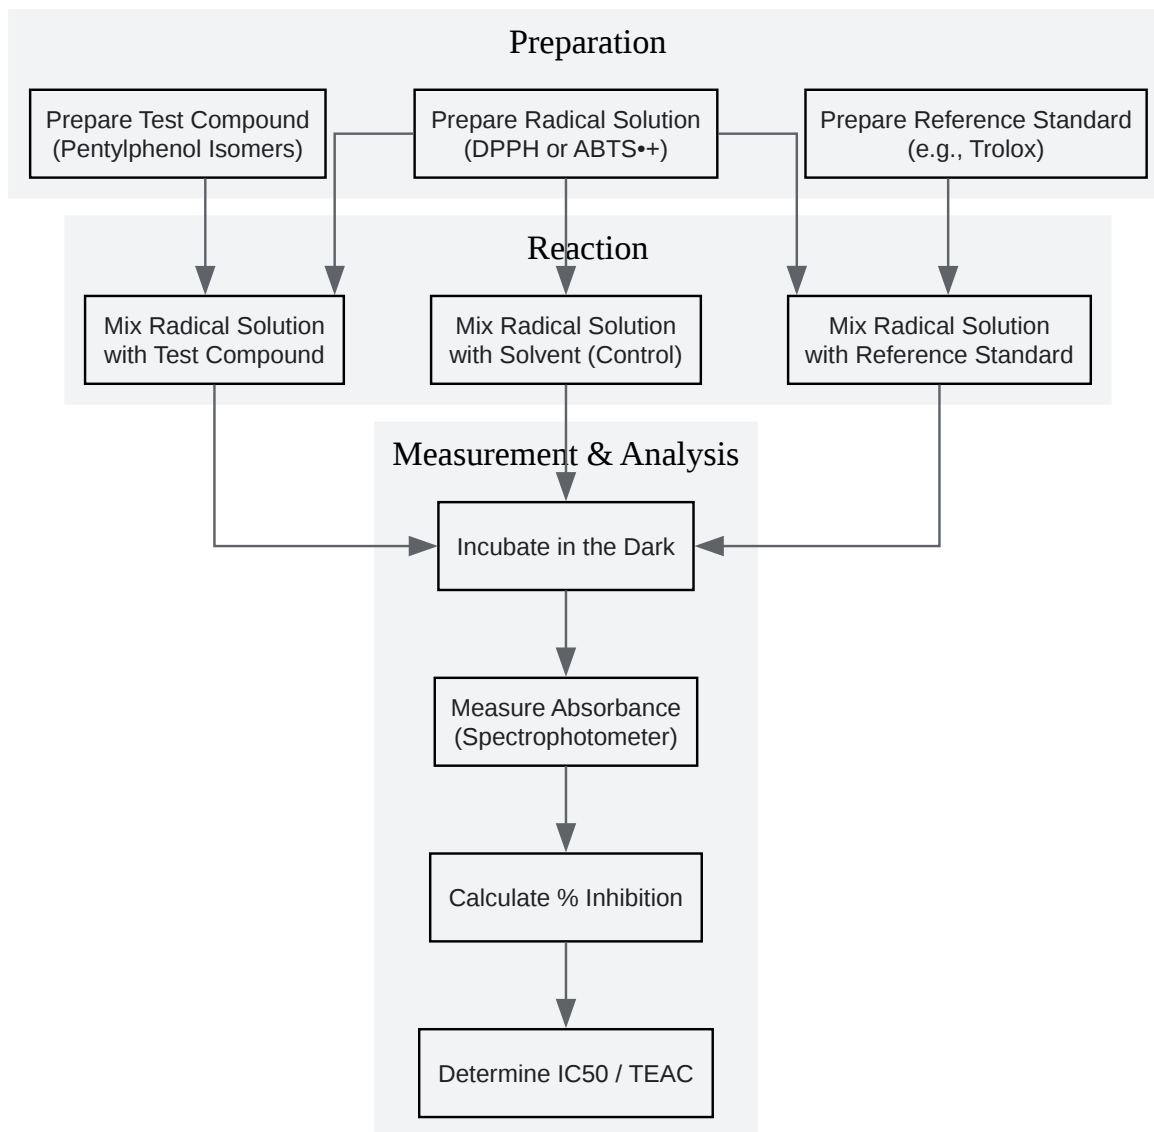 Preparation
Prepare Test Compound
(Pentylphenol Isomers)
Prepare Radical Solution
(DPPH or ABTS•+)
Prepare Reference Standard
(e.g., Trolox)
Reaction
Mix Radical Solution
with Test Compound
Mix Radical Solution
with Solvent (Control)
Mix Radical Solution
with Reference Standard
Measurement & Analysis
Incubate in the Dark
Measure Absorbance
(Spectrophotometer)
Calculate % Inhibition
Determine IC50 / TEAC